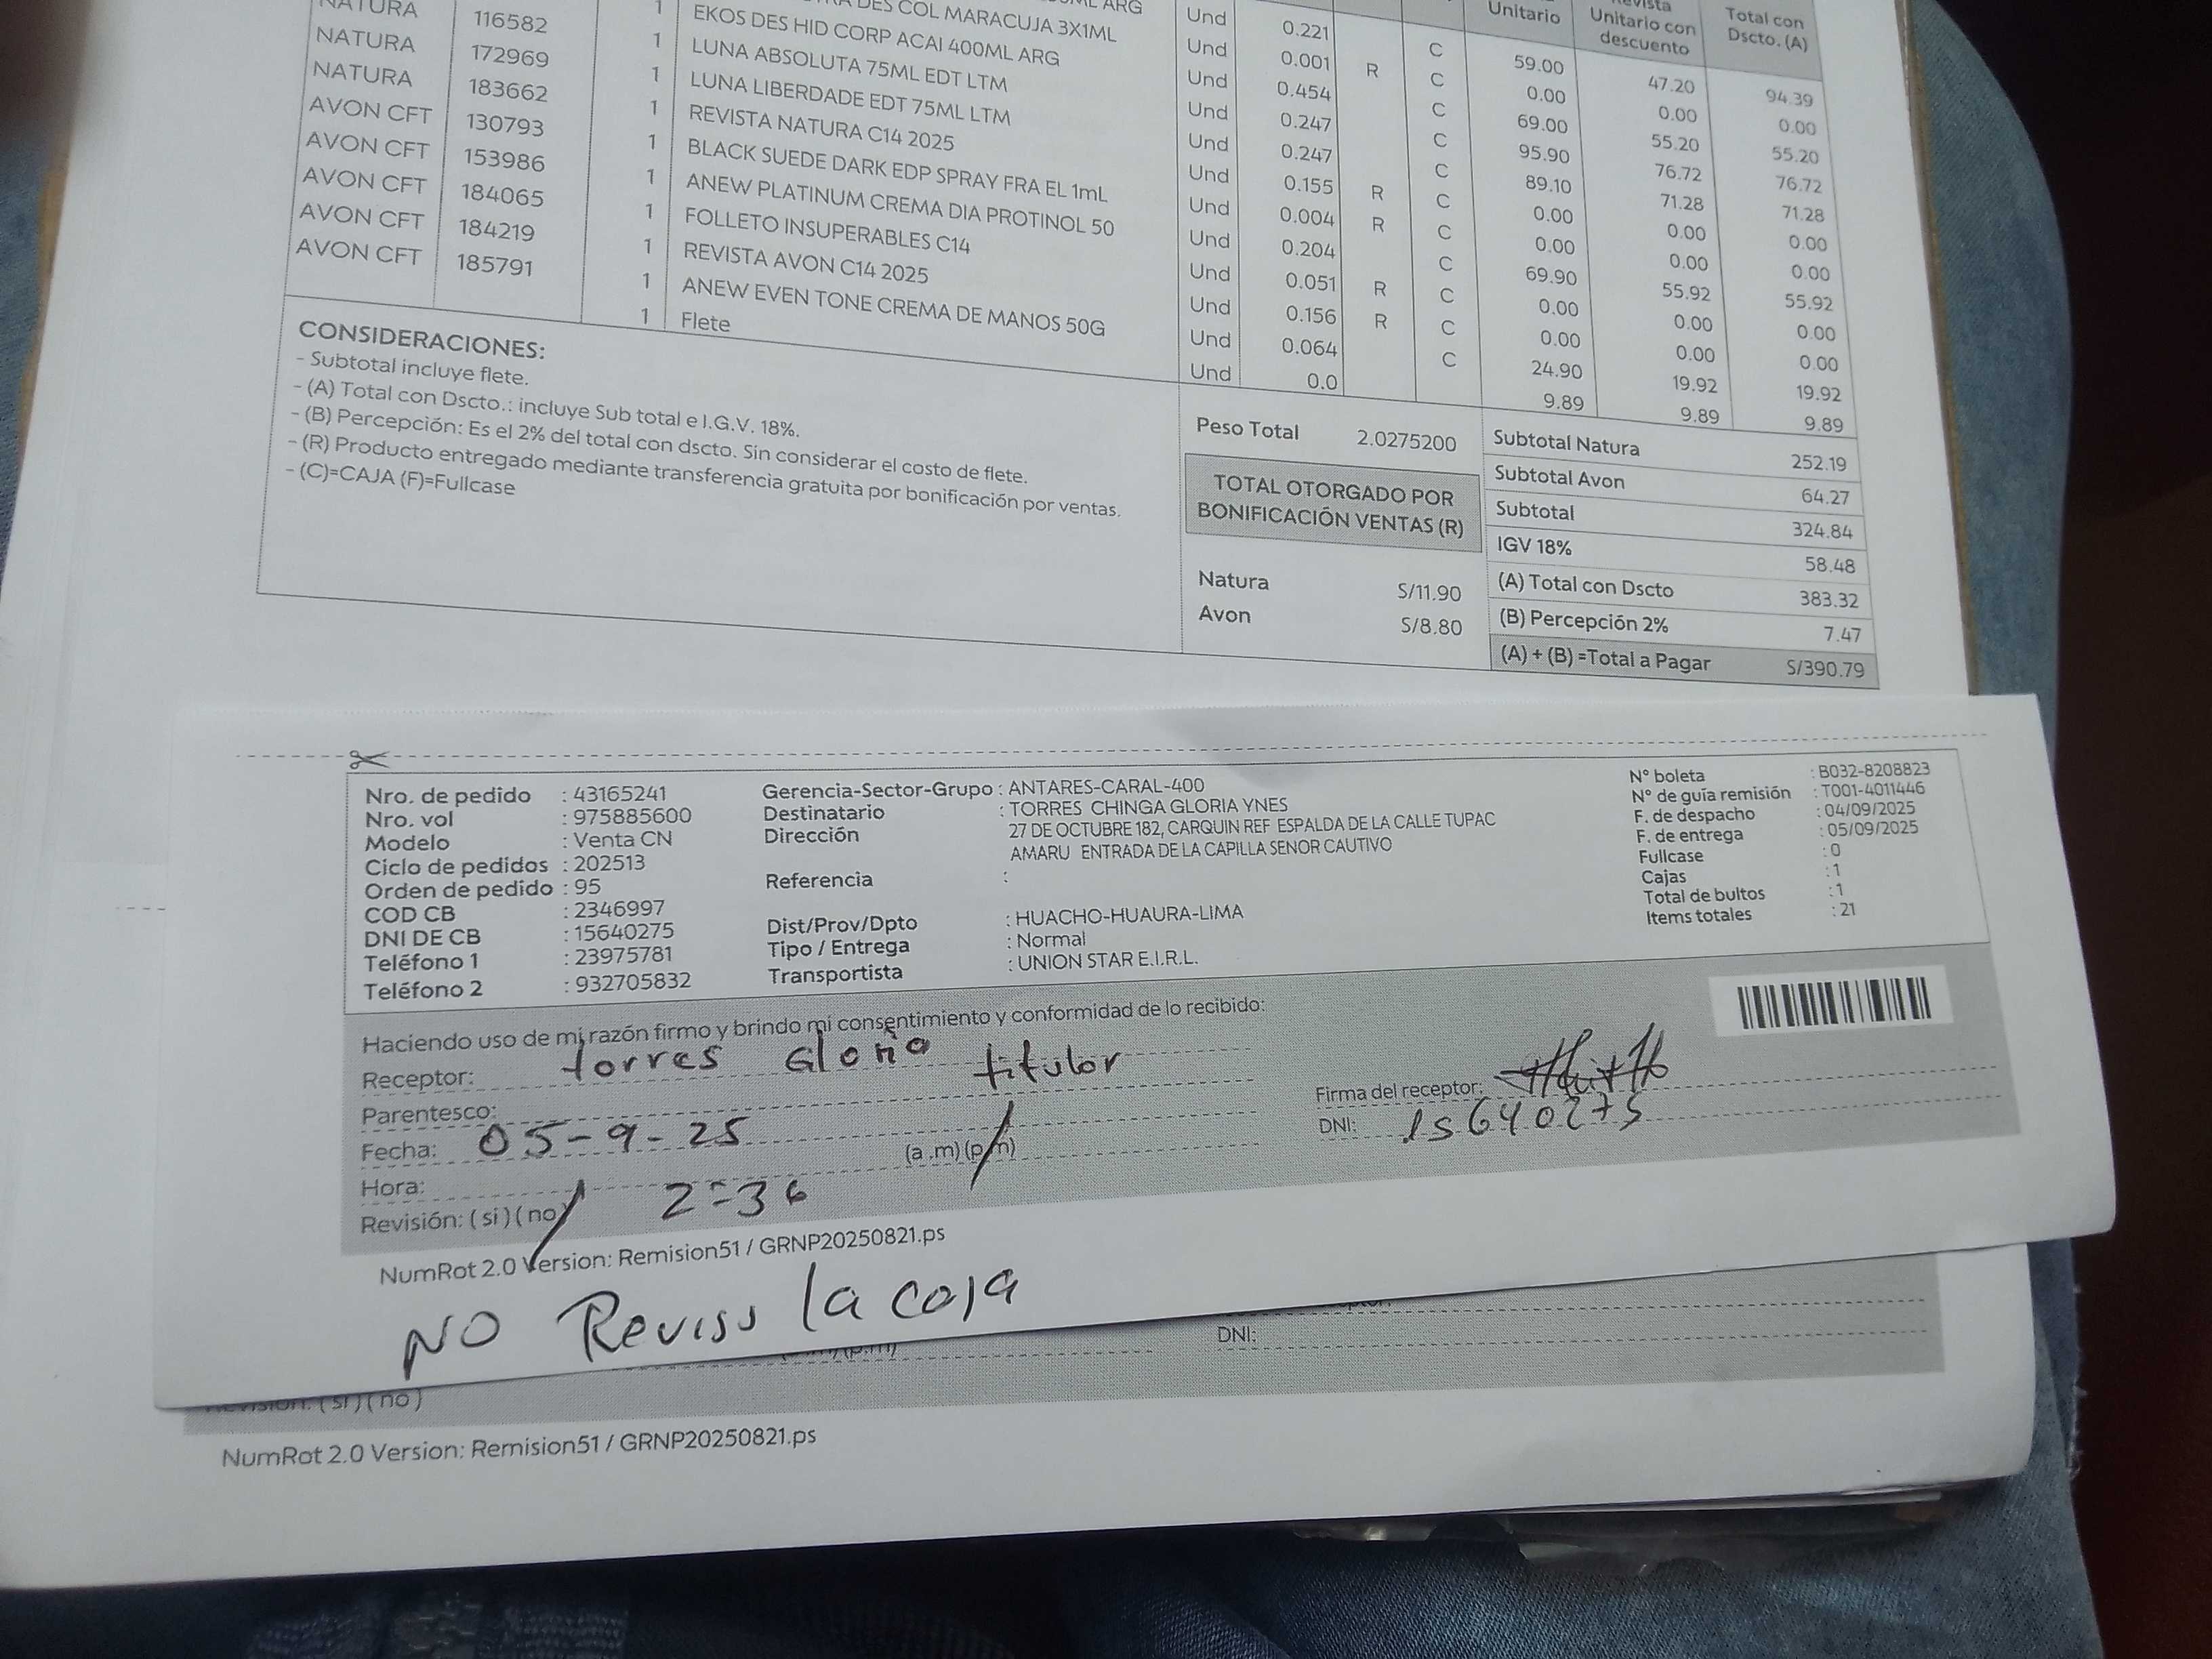 NATURA 116582 1 DES COL MARACUJA 3X1ML Und 0.221 C 59.00 47.20 94.39
NATURA 172969 1 EKOS DES HID CORP ACAI 400ML ARG Und 0.001 R C 0.00 0.00 0.00
NATURA 183662 1 LUNA ABSOLUTA 75ML EDT LTM Und 0.454 C 69.00 55.20 55.20
AVON CFT 130793 1 LUNA LIBERDADE EDT 75ML LTM Und 0.247 C 95.90 76.72 76.72
AVON CFT 153986 1 REVISTA NATURA C14 2025 Und 0.247 C 89.10 71.28 71.28
AVON CFT 184065 1 BLACK SUEDE DARK EDP SPRAY FRA EL 1mL Und 0.155 R C 0.00 0.00 0.00
AVON CFT 184219 1 ANEW PLATINUM CREMA DIA PROTINOL 50 Und 0.004 R C 0.00 0.00 0.00
AVON CFT 185791 1 FOLLETO INSUPERABLES C14 Und 0.204 C 69.90 55.92 55.92
1 REVISTA AVON C14 2025 Und 0.051 R C 0.00 0.00 0.00
1 ANEW EVEN TONE CREMA DE MANOS 50G Und 0.156 R C 0.00 0.00 0.00
1 Flete Und 0.064 C 24.90 19.92 19.92
Und 0.0 9.89 9.89 9.89
Unitario
Unitario con descuento
Total con Dscto. (A)
CONSIDERACIONES:
- Subtotal incluye flete.
- (A) Total con Dscto.: incluye Sub total e I.G.V. 18%.
- (B) Percepción: Es el 2% del total con dscto. Sin considerar el costo de flete.
- (R) Producto entregado mediante transferencia gratuita por bonificación por ventas.
- (C)=CAJA (F)=Fullcase
Peso Total 2.0275200
TOTAL OTORGADO POR
BONIFICACIÓN VENTAS (R)
Natura S/11.90
Avon S/8.80
Subtotal Natura 252.19
Subtotal Avon 64.27
Subtotal 324.84
IGV 18% 58.48
(A) Total con Dscto 383.32
(B) Percepción 2% 7.47
(A) + (B) =Total a Pagar S/390.79
Nro. de pedido : 43165241
Nro. vol : 975885600
Modelo : Venta CN
Ciclo de pedidos : 202513
Orden de pedido : 95
COD CB : 2346997
DNI DE CB : 15640275
Teléfono 1 : 23975781
Teléfono 2 : 932705832
Gerencia-Sector-Grupo : ANTARES-CARAL-400
Destinatario : TORRES CHINGA GLORIA YNES
Dirección 27 DE OCTUBRE 182, CARQUIN REF ESPALDA DE LA CALLE TUPAC
AMARU ENTRADA DE LA CAPILLA SENOR CAUTIVO
Referencia :
Dist/Prov/Dpto : HUACHO-HUAURA-LIMA
Tipo / Entrega : Normal
Transportista : UNION STAR E.I.R.L.
N° boleta : B032-8208823
N° de guía remisión : T001-4011446
F. de despacho : 04/09/2025
F. de entrega : 05/09/2025
Fullcase : 0
Cajas : 1
Total de bultos : 1
Items totales : 21
Haciendo uso de mi razón firmo y brindo mi consentimiento y conformidad de lo recibido:
Receptor: torres Gloria titular
Parentesco:
Fecha: 05-9-25
Hora: 2=36 (a.m)(p.m)
Revisión: (si)(no)
Firma del receptor:
DNI: 15640275
NumRot 2.0 Version: Remision51 / GRNP20250821.ps
NO Reviso la caja
DNI:
Revisión: (si)(no)
NumRot 2.0 Version: Remision51 / GRNP20250821.ps